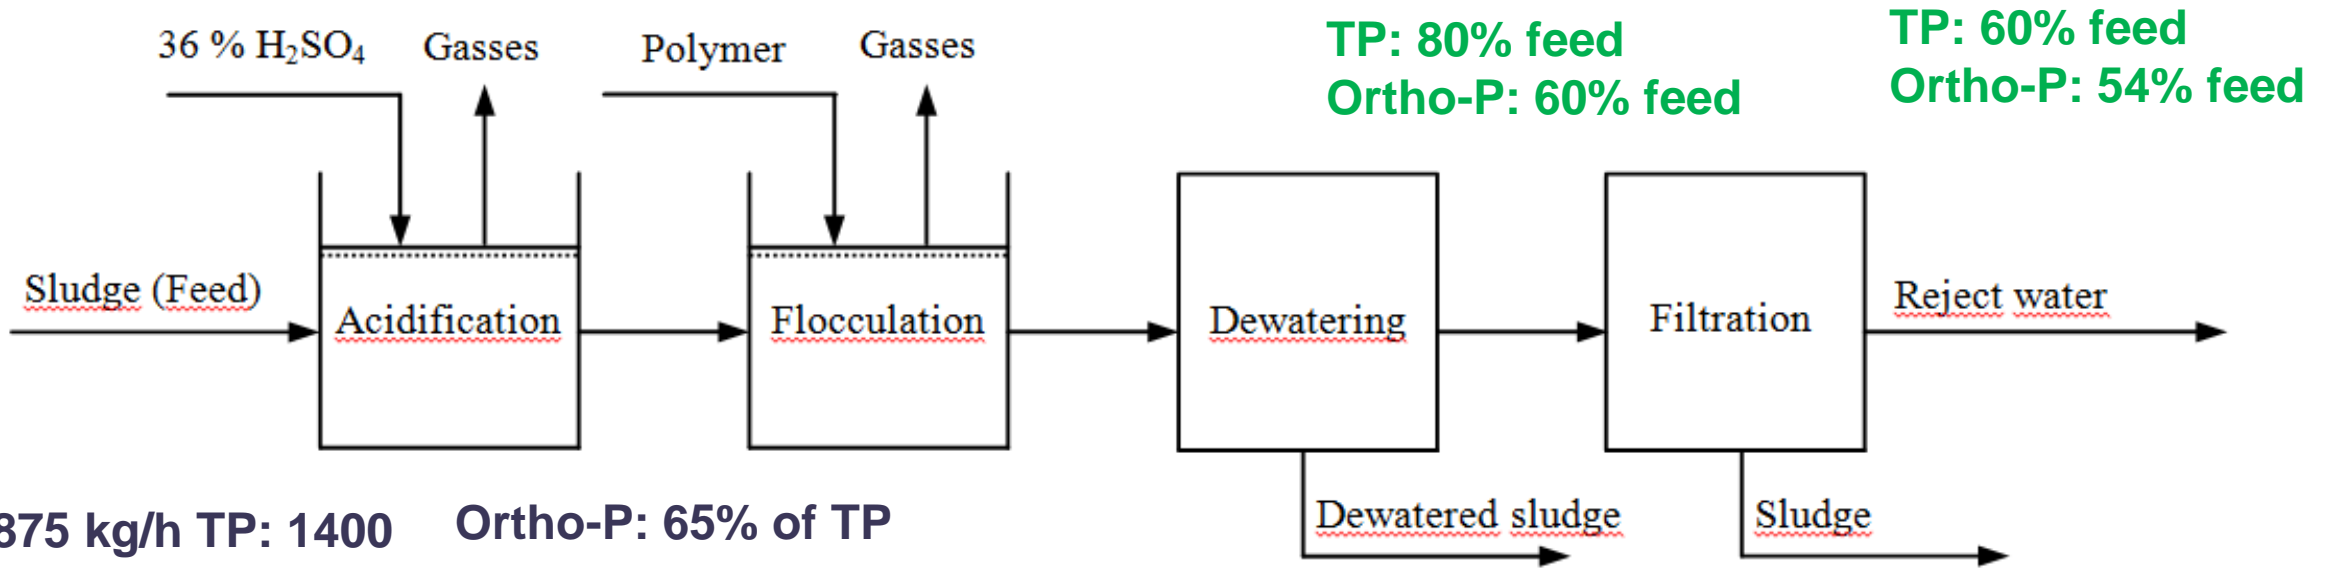 36 % H₂SO₄
Gasses
Polymer
Gasses
TP: 80% feed
Ortho-P: 60% feed
TP: 60% feed
Ortho-P: 54% feed
Sludge (Feed)
Acidification
Flocculation
Dewatering
Filtration
Reject water
875 kg/h TP: 1400
Ortho-P: 65% of TP
Dewatered sludge
Sludge